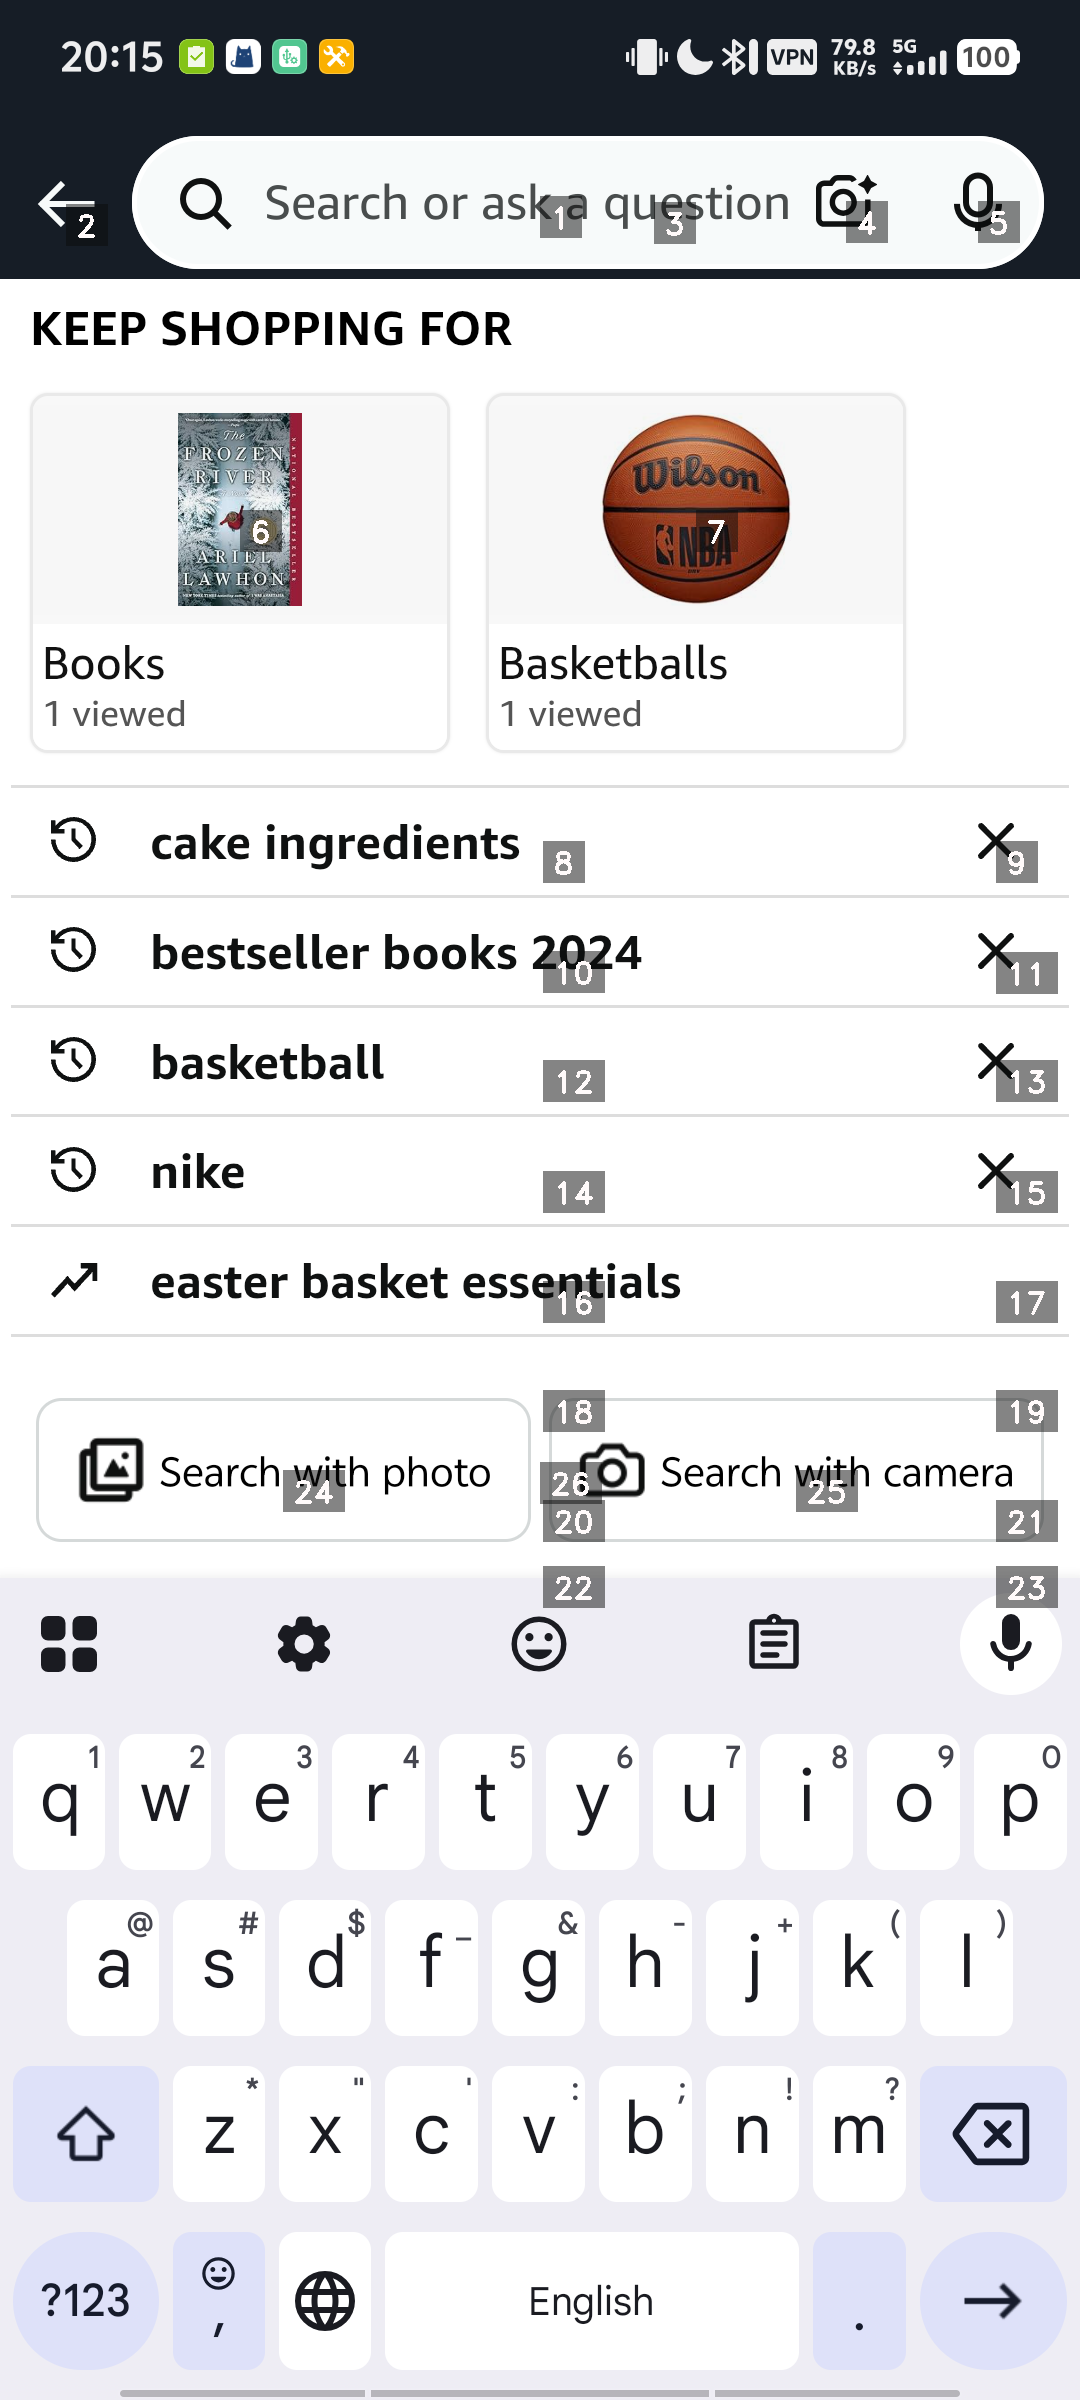 20:15
VPN 79.8 KB/s 5G 100
Search or ask a question
2 1 3 4 5
KEEP SHOPPING FOR
The
FROZEN
RIVER
ARIEL
LAWHON
NATIONAL BESTSELLER
6
Wilson
NBA
7
Books
1 viewed
Basketballs
1 viewed
cake ingredients
8 9
bestseller books 2024
10 11
basketball
12 13
nike
14 15
easter basket essentials
16 17
18 19
Search with photo
24
Search with camera
26 25
20 21
22 23
1 2 3 4 5 6 7 8 9 0
q w e r t y u i o p
@ # $ _ & - + ( )
a s d f g h j k l
* " ' : ; ! ?
z x c v b n m
?123 , English .